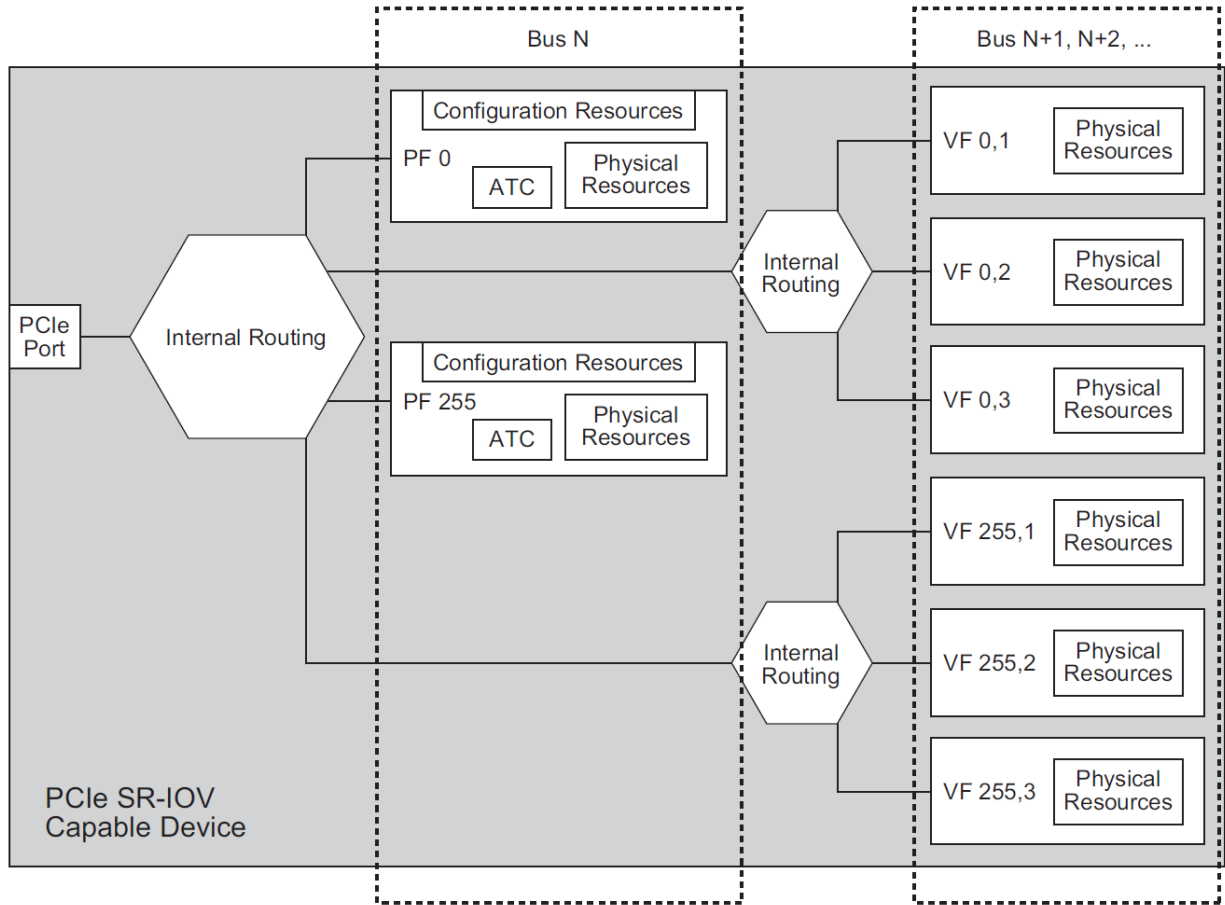 Bus N
Bus N+1, N+2, ...
Configuration Resources
PF 0
ATC
Physical
Resources
VF 0,1
Physical
Resources
Internal
Routing
VF 0,2
Physical
Resources
PCIe
Port
Internal Routing
Configuration Resources
PF 255
ATC
Physical
Resources
VF 0,3
Physical
Resources
VF 255,1
Physical
Resources
Internal
Routing
VF 255,2
Physical
Resources
VF 255,3
Physical
Resources
PCIe SR-IOV
Capable Device